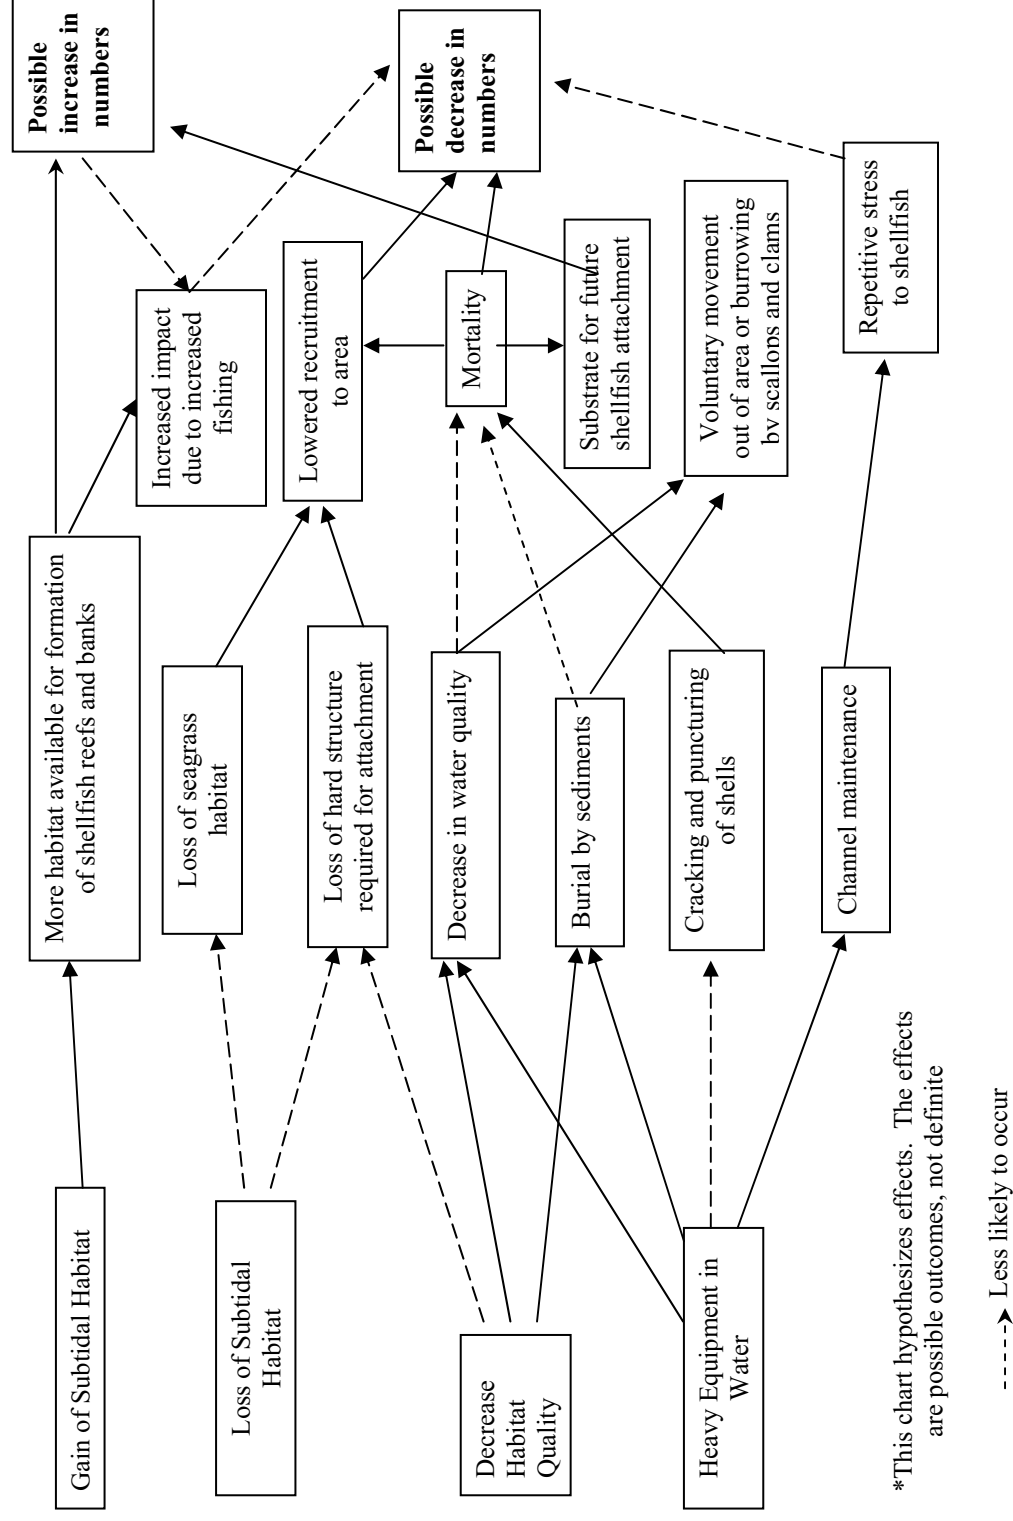 Gain of Subtidal Habitat
Loss of Subtidal
Habitat
Decrease
Habitat
Quality
Heavy Equipment in
Water
More habitat available for formation
of shellfish reefs and banks
Loss of seagrass
habitat
Loss of hard structure
required for attachment
Decrease in water quality
Burial by sediments
Cracking and puncturing
of shells
Channel maintenance
Increased impact
due to increased
fishing
Lowered recruitment
to area
Mortality
Substrate for future
shellfish attachment
Voluntary movement
out of area or burrowing
by scallops and clams
Repetitive stress
to shellfish
Possible
increase in
numbers
Possible
decrease in
numbers
*This chart hypothesizes effects. The effects
are possible outcomes, not definite
Less likely to occur